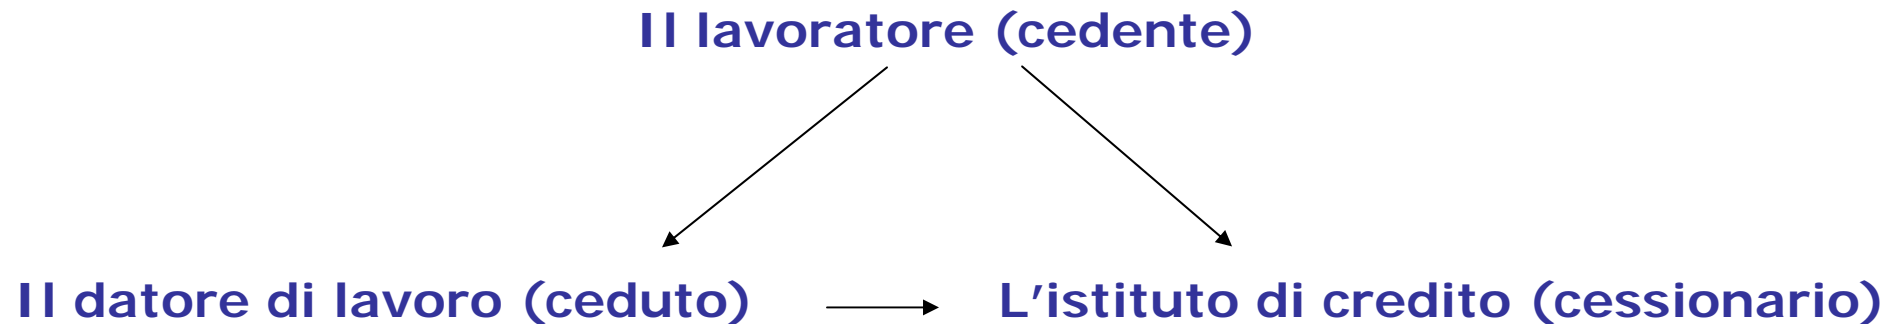 Il lavoratore (cedente)
Il datore di lavoro (ceduto)
L'istituto di credito (cessionario)